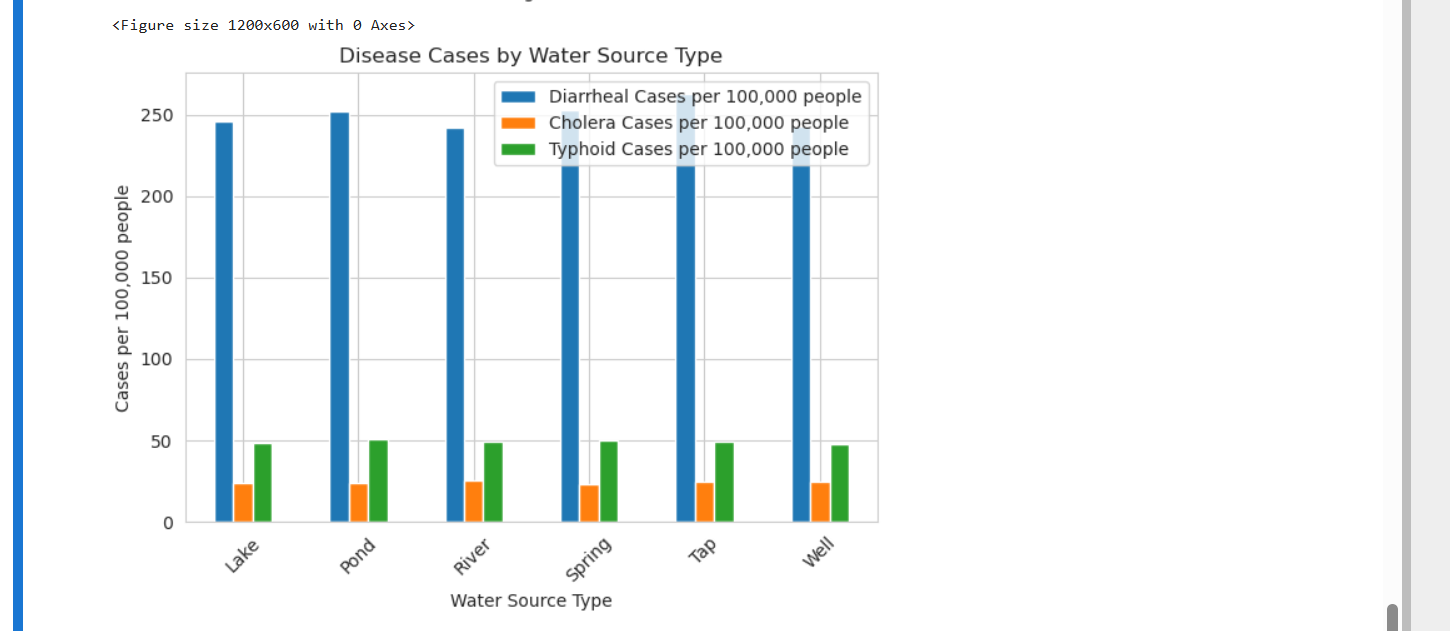 <Figure size 1200x600 with 0 Axes>
Disease Cases by Water Source Type
Diarrheal Cases per 100,000 people
Cholera Cases per 100,000 people
Typhoid Cases per 100,000 people
Cases per 100,000 people
250
200
150
100
50
0
Lake
Pond
River
Spring
Tap
Well
Water Source Type